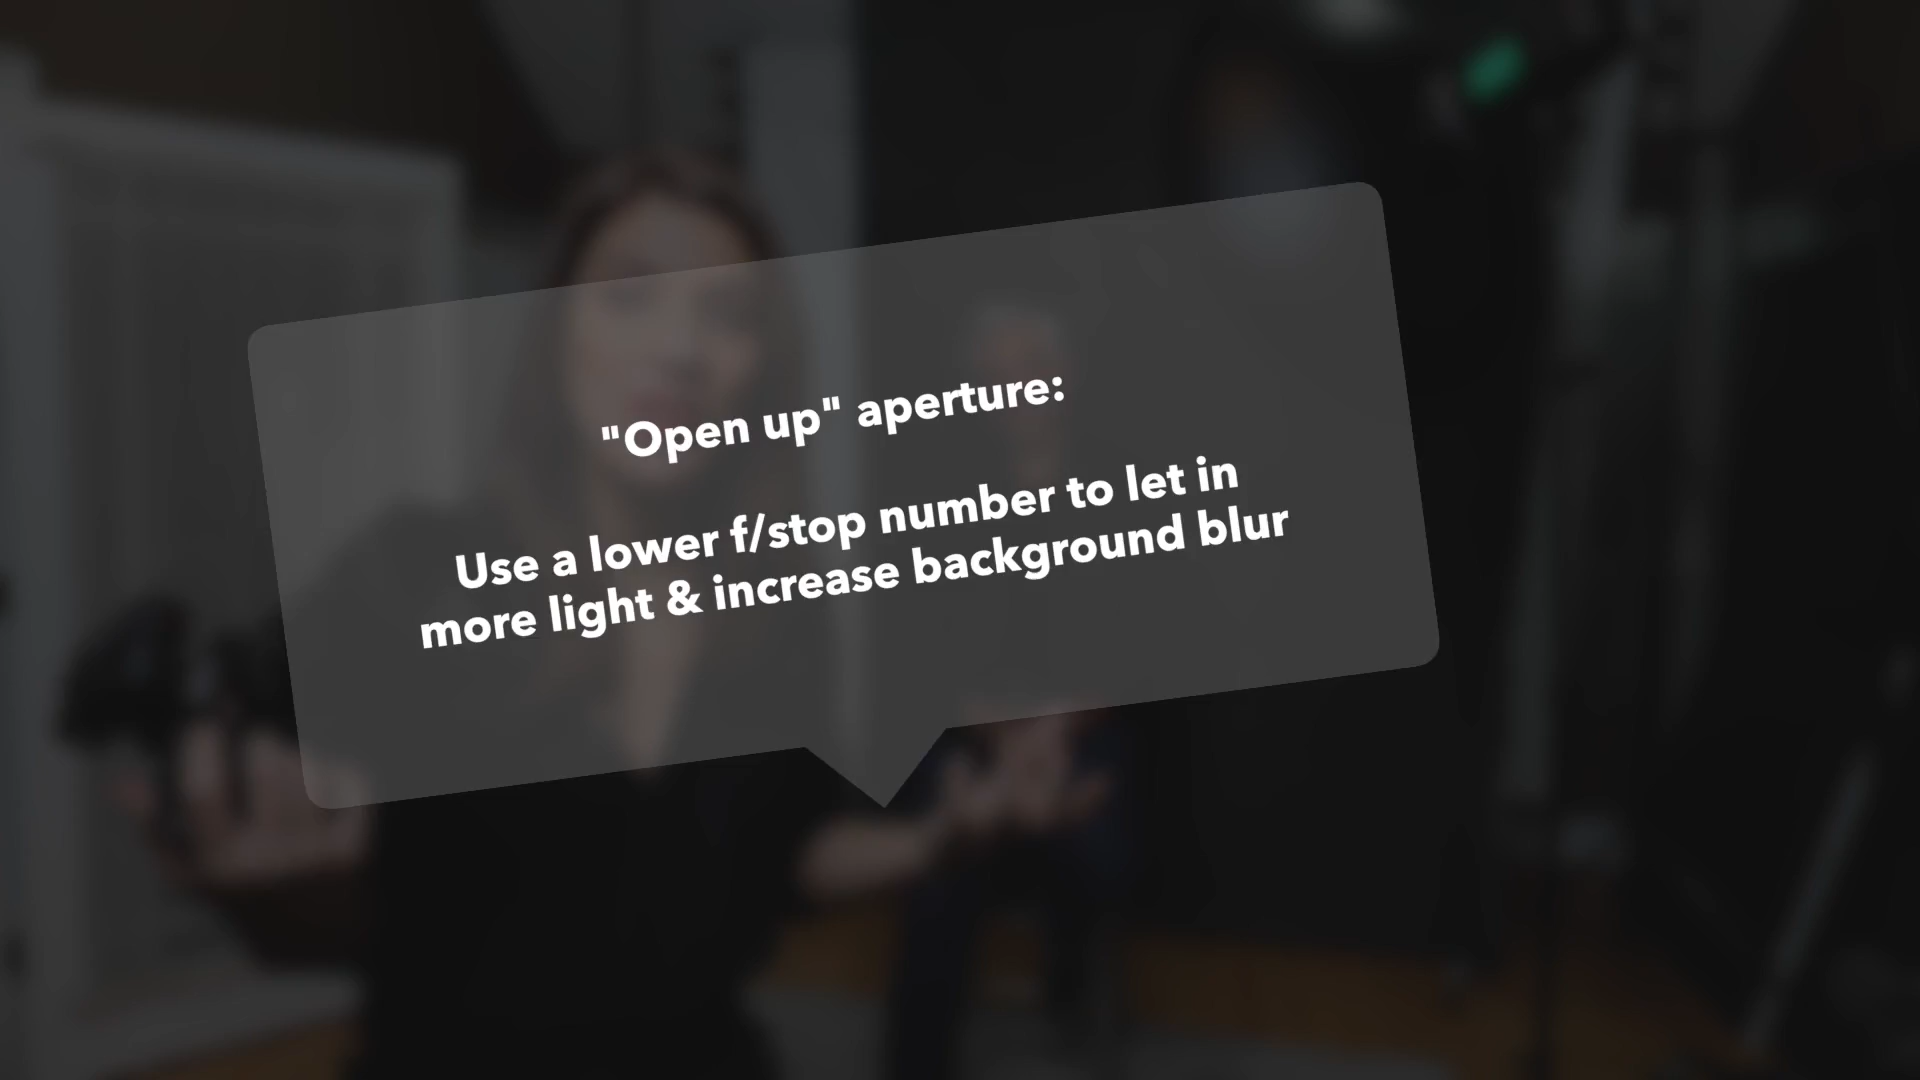 "Open up" aperture:
Use a lower f/stop number to let in
more light & increase background blur